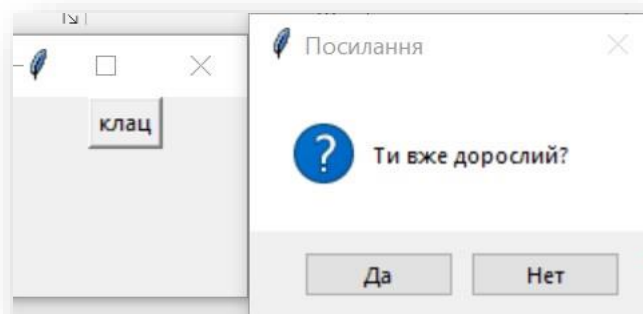 Посилання
клац
Ти вже дорослий?
Да
Нет